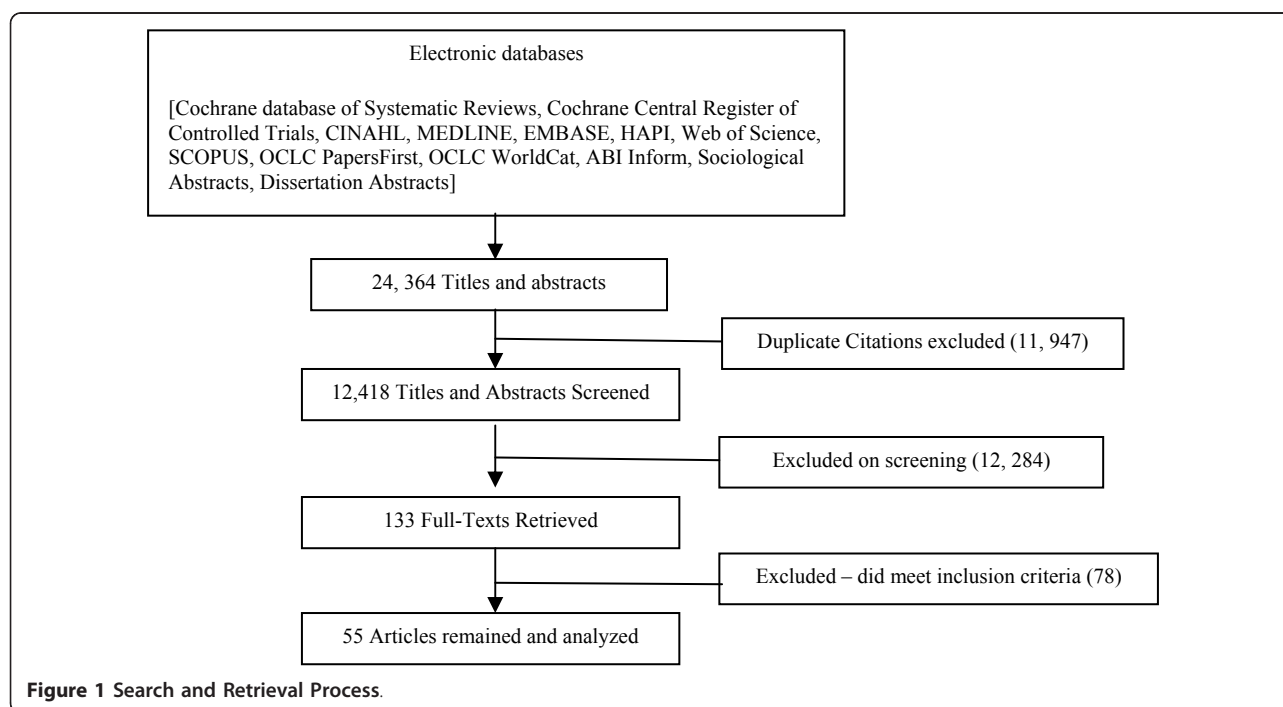 Electronic databases
[Cochrane database of Systematic Reviews, Cochrane Central Register of
Controlled Trials, CINAHL, MEDLINE, EMBASE, HAPI, Web of Science,
SCOPUS, OCLC PapersFirst, OCLC WorldCat, ABI Inform, Sociological
Abstracts, Dissertation Abstracts]
24, 364 Titles and abstracts
Duplicate Citations excluded (11, 947)
12,418 Titles and Abstracts Screened
Excluded on screening (12, 284)
133 Full-Texts Retrieved
Excluded – did meet inclusion criteria (78)
55 Articles remained and analyzed
Figure 1 Search and Retrieval Process.